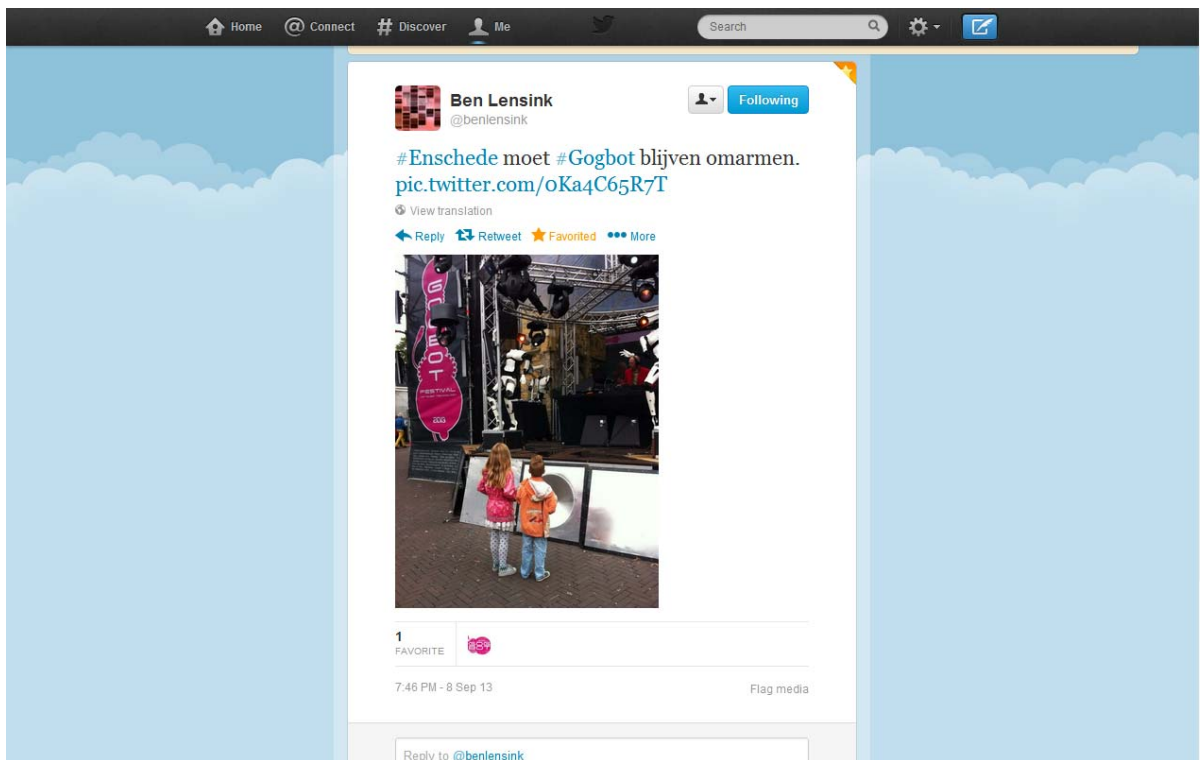 Home @ Connect # Discover Me Search
Ben Lensink
Following
@benlensink
#Enschede moet #Gogbot blijven omarmen.
pic.twitter.com/0Ka4C65R7T
View translation
Reply Retweet Favorited More
GOGBOT
FESTIVAL
2013
1
FAVORITE
7:46 PM - 8 Sep 13
Flag media
Reply to @benlensink